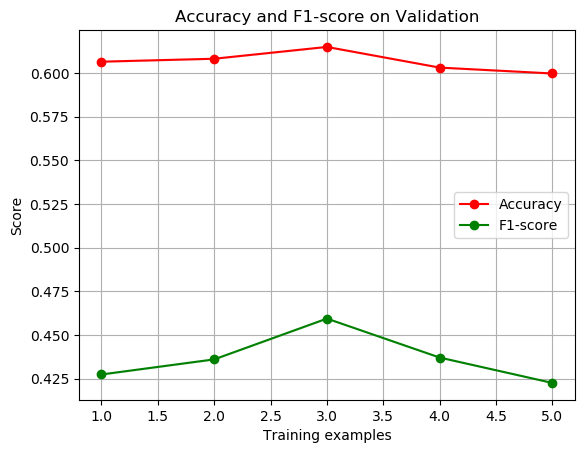 Accuracy and F1-score on Validation
0.600
0.575
0.550
0.525
0.500
0.475
0.450
0.425
Score
Accuracy
F1-score
1.0 1.5 2.0 2.5 3.0 3.5 4.0 4.5 5.0
Training examples